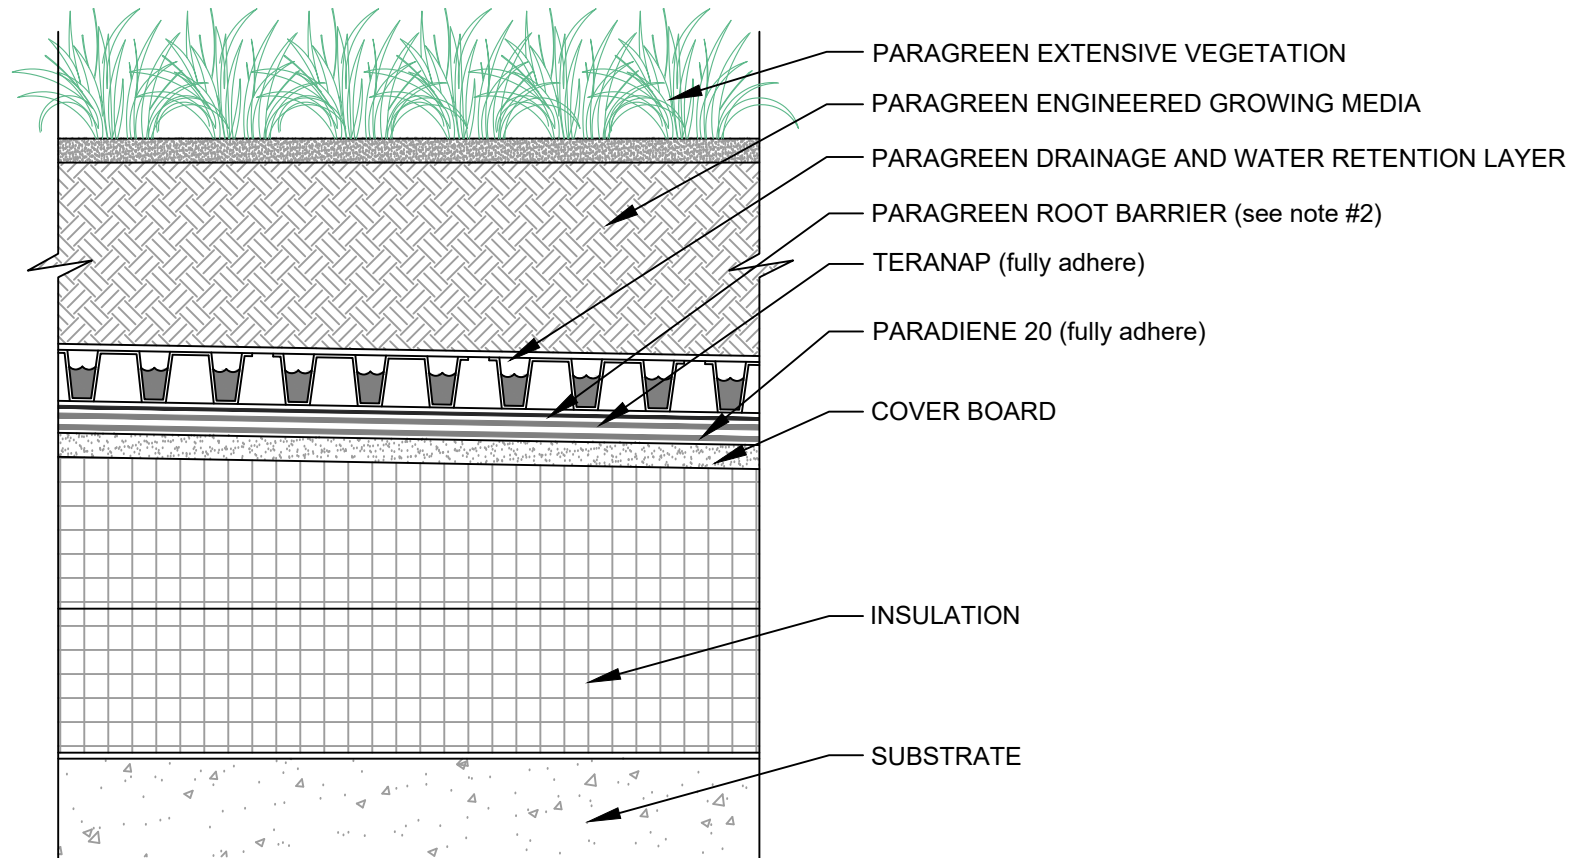 PARAGREEN EXTENSIVE VEGETATION
PARAGREEN ENGINEERED GROWING MEDIA
PARAGREEN DRAINAGE AND WATER RETENTION LAYER
PARAGREEN ROOT BARRIER (see note #2)
TERANAP (fully adhere)
PARADIENE 20 (fully adhere)
COVER BOARD
INSULATION
SUBSTRATE